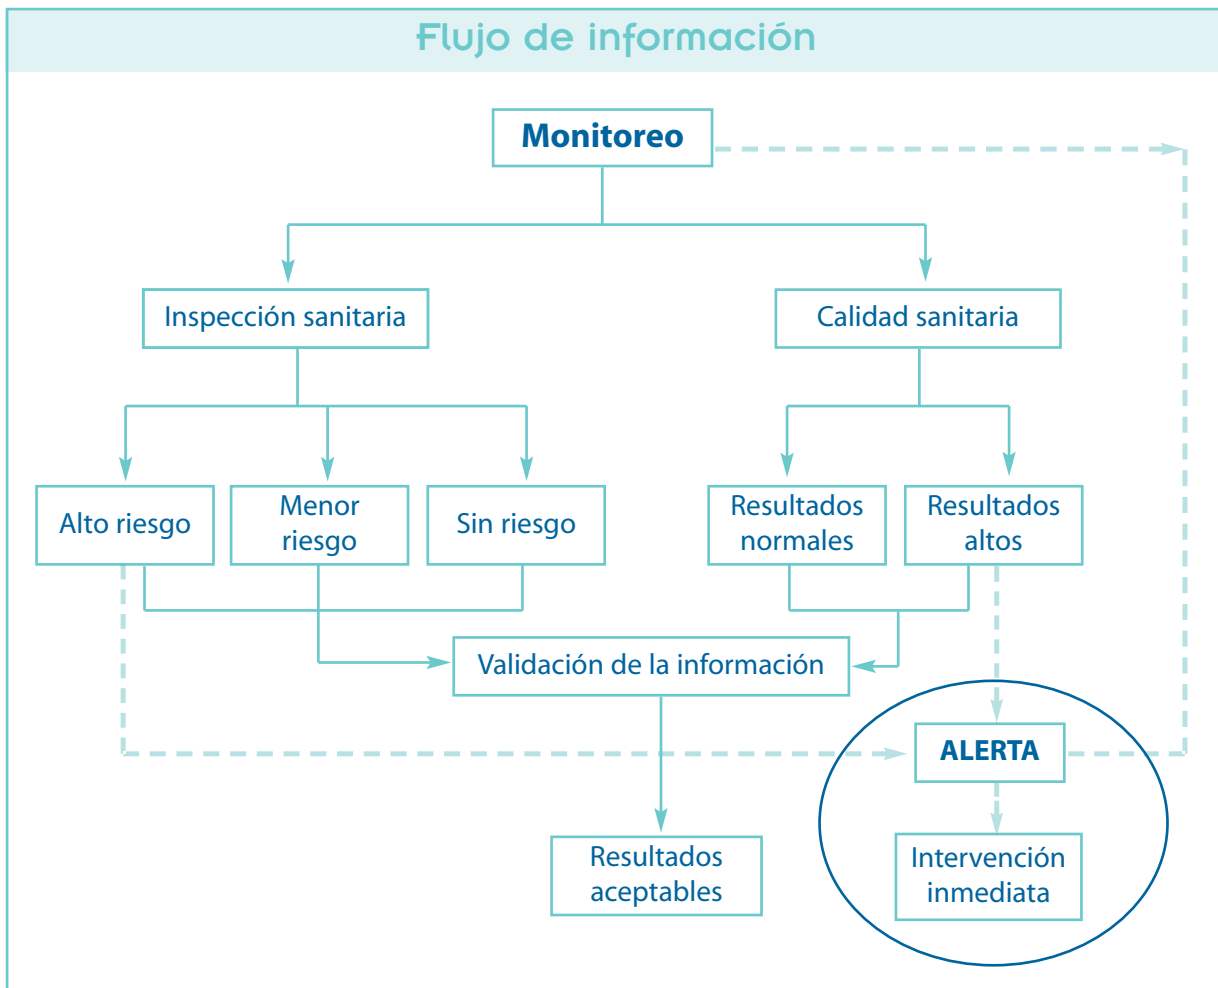 Flujo de información
Monitoreo
Inspección sanitaria
Calidad sanitaria
Alto riesgo
Menor
riesgo
Sin riesgo
Resultados
normales
Resultados
altos
Validación de la información
ALERTA
Resultados
aceptables
Intervención
inmediata